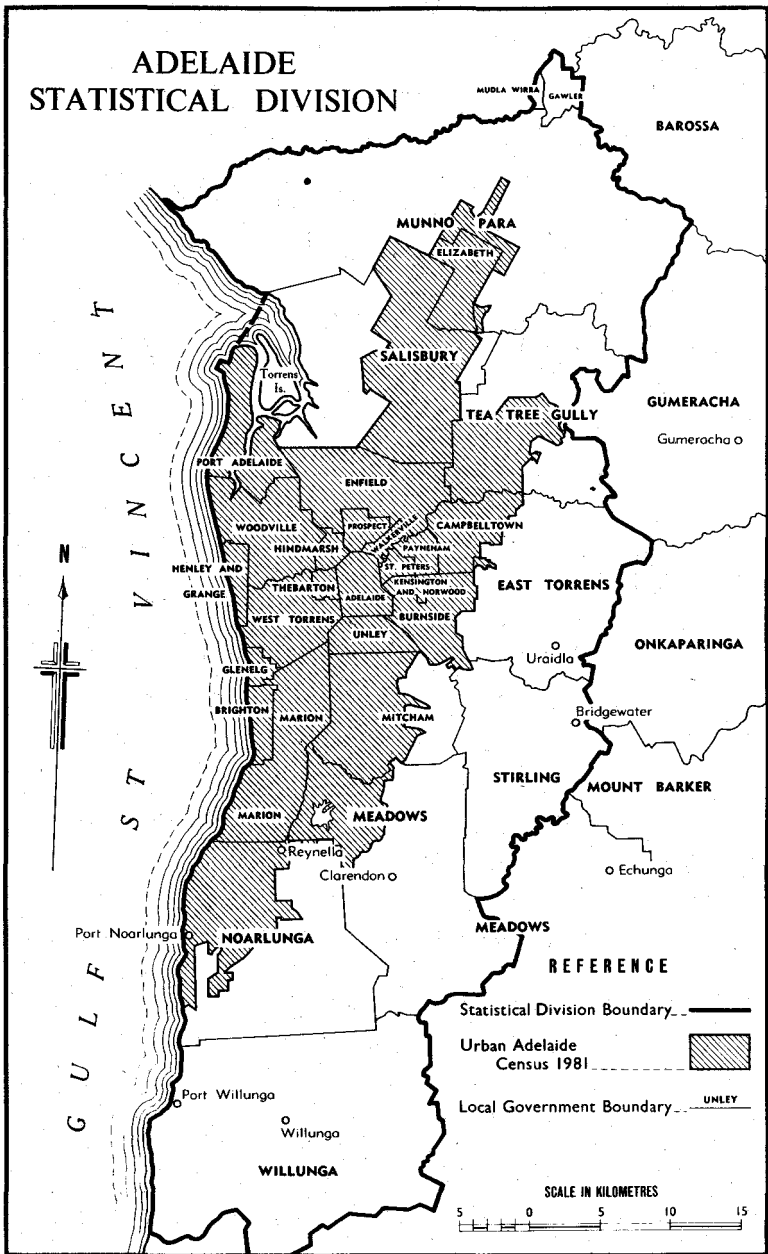 ADELAIDE
STATISTICAL DIVISION
MUDLA WIRRA
GAWLER
BAROSSA
MUNNO PARA
ELIZABETH
SALISBURY
Torrens
Is.
TEA TREE GULLY
GUMERACHA
Gumeracha
PORT ADELAIDE
ENFIELD
WOODVILLE
PROSPECT
WALKERVILLE
CAMPBELLTOWN
HINDMARSH
PAYNEHAM
ST. PETERS
HENLEY AND
GRANGE
THEBARTON
ADELAIDE
KENSINGTON
AND NORWOOD
EAST TORRENS
WEST TORRENS
BURNSIDE
UNLEY
ONKAPARINGA
Uraidla
GLENELG
BRIGHTON
MARION
MITCHAM
Bridgewater
STIRLING
MOUNT BARKER
MARION
MEADOWS
Reynella
Clarendon
Echunga
Port Noarlunga
NOARLUNGA
MEADOWS
Port Willunga
Willunga
WILLUNGA
GULF ST VINCENT
N
REFERENCE
Statistical Division Boundary
Urban Adelaide
Census 1981
Local Government Boundary
UNLEY
SCALE IN KILOMETRES
5 0 5 10 15